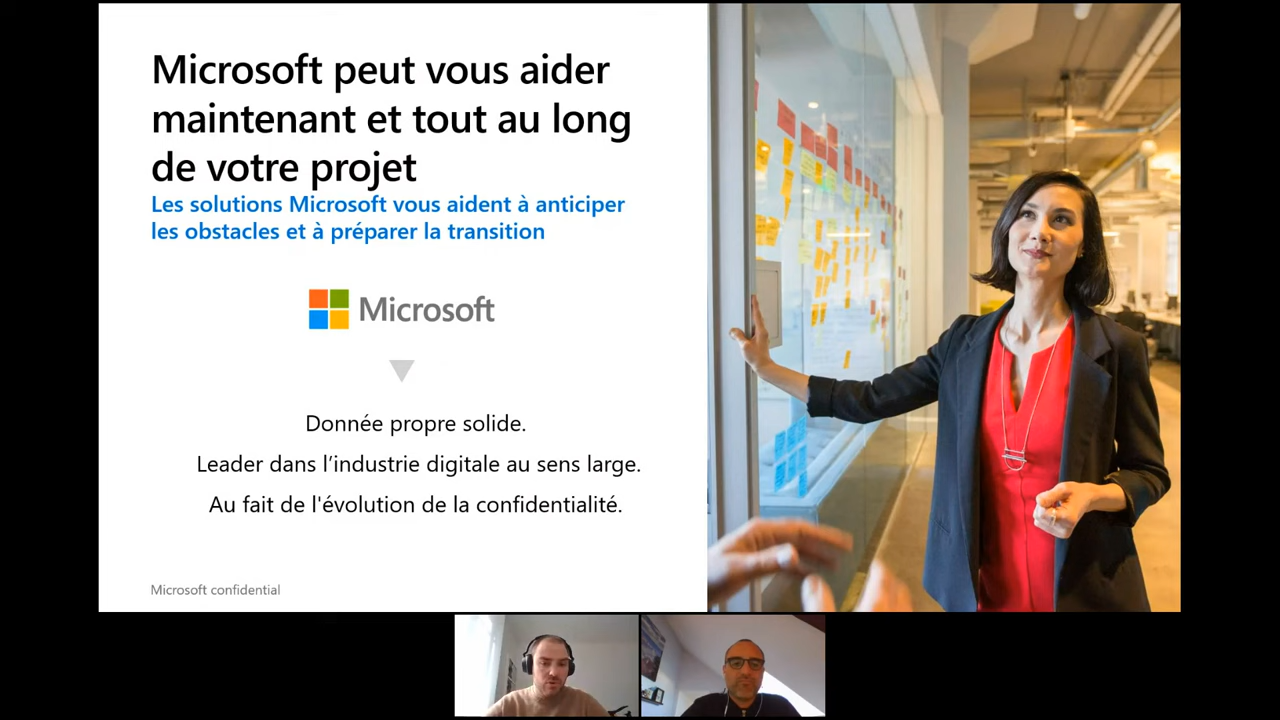 Microsoft peut vous aider
maintenant et tout au long
de votre projet
Les solutions Microsoft vous aident à anticiper
les obstacles et à préparer la transition
Microsoft
Donnée propre solide.
Leader dans l’industrie digitale au sens large.
Au fait de l'évolution de la confidentialité.
Microsoft confidential